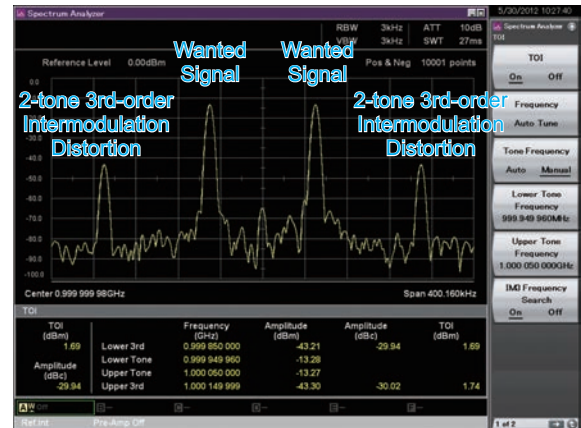 Spectrum Analyzer
5/30/2012 10:27:40
RBW 3kHz ATT 10dB
VBW 3kHz SWT 27ms
Reference Level 0.00dBm
Pos & Neg 10001 points
Wanted
Signal
Wanted
Signal
2-tone 3rd-order
Intermodulation
Distortion
2-tone 3rd-order
Intermodulation
Distortion
0.0
-40.0
-50.0
-60.0
-70.0
-80.0
-90.0
-100.0
Center 0.999 999 98GHz
Span 400.160kHz
TOI
TOI
(dBm)
1.69
Amplitude
(dBc)
-29.94
Frequency
(GHz)
Amplitude
(dBm)
Amplitude
(dBc)
TOI
(dBm)
Lower 3rd 0.999 850 000 -43.21 -29.94 1.69
Lower Tone 0.999 949 960 -13.28
Upper Tone 1.000 050 000 -13.27
Upper 3rd 1.000 149 999 -43.30 -30.02 1.74
Off
Ref.Int Pre-Amp Off
Spectrum Analyzer
TOI
TOI
On Off
Frequency
Auto Tune
Tone Frequency
Auto Manual
Lower Tone
Frequency
999.949 960MHz
Upper Tone
Frequency
1.000 050 000GHz
IMD Frequency
Search
On Off
1 of 2